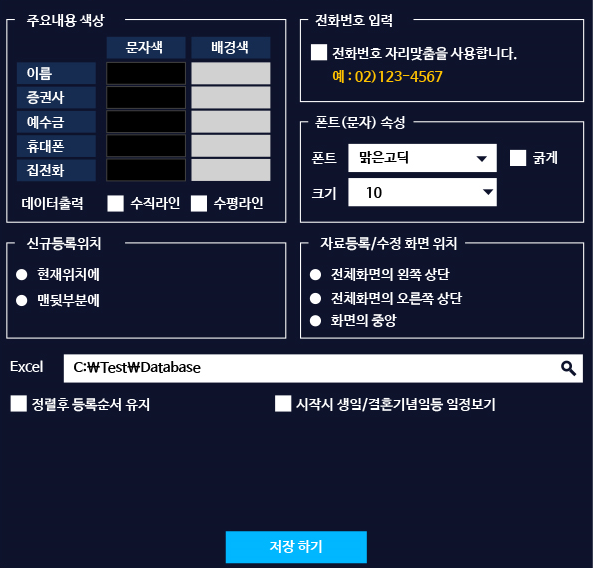 주요내용 색상
문자색 배경색
이름
증권사
예수금
휴대폰
집전화
데이터출력 수직라인 수평라인
전화번호 입력
전화번호 자리맞춤을 사용합니다.
예 : 02)123-4567
폰트(문자) 속성
폰트 맑은고딕 굵게
크기 10
신규등록위치
현재위치에
맨뒷부분에
자료등록/수정 화면 위치
전체화면의 왼쪽 상단
전체화면의 오른쪽 상단
화면의 중앙
Excel C:₩Test₩Database
정렬후 등록순서 유지 시작시 생일/결혼기념일등 일정보기
저장 하기